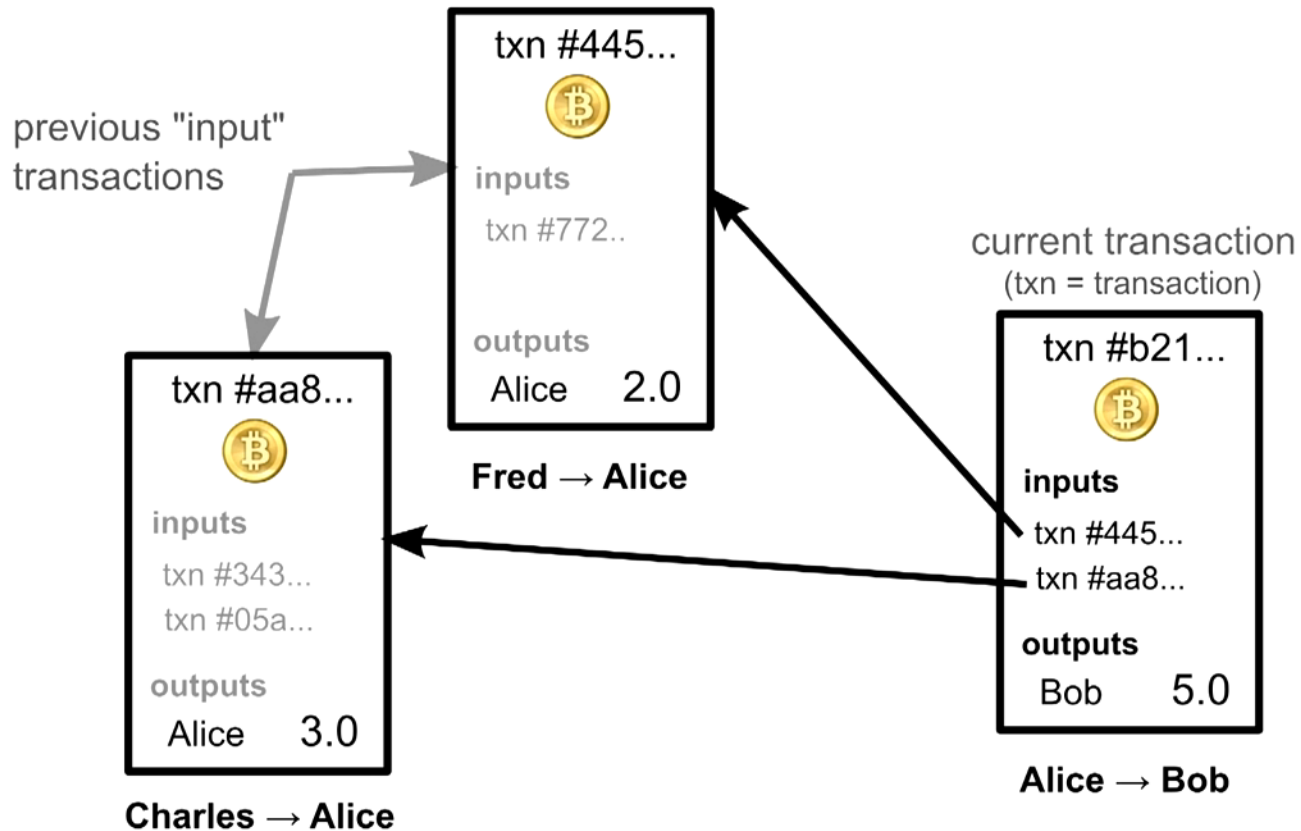 previous "input"
transactions
txn #445...
inputs
txn #772..
outputs
Alice 2.0
Fred → Alice
txn #aa8...
inputs
txn #343...
txn #05a...
outputs
Alice 3.0
Charles → Alice
current transaction
(txn = transaction)
txn #b21...
inputs
txn #445...
txn #aa8...
outputs
Bob 5.0
Alice → Bob